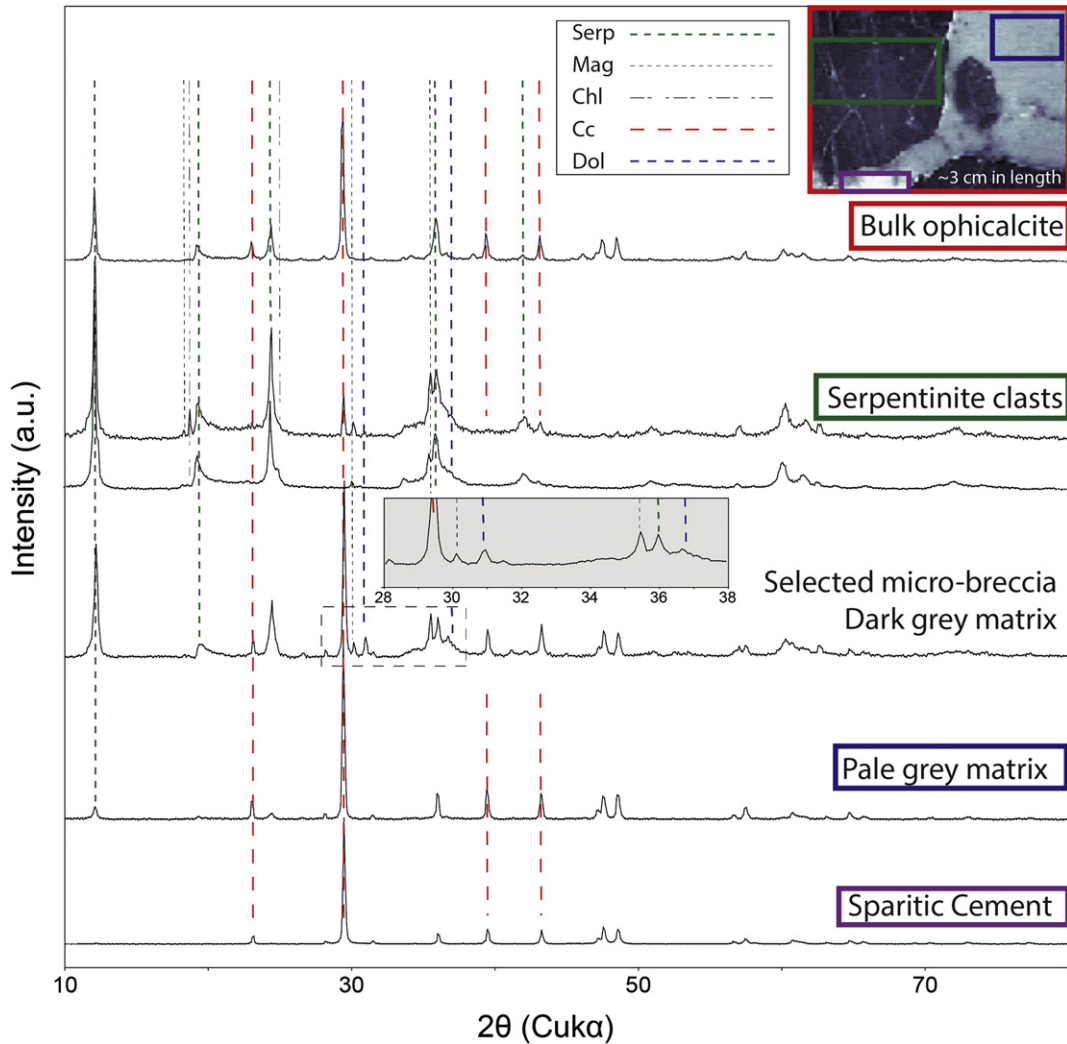 Serp
Mag
Chl
Cc
Dol
~3 cm in length
Bulk ophicalcite
Serpentinite clasts
28 30 32 34 36 38
Selected micro-breccia
Dark grey matrix
Pale grey matrix
Sparitic Cement
Intensity (a.u.)
10 30 50 70
2θ (Cukα)